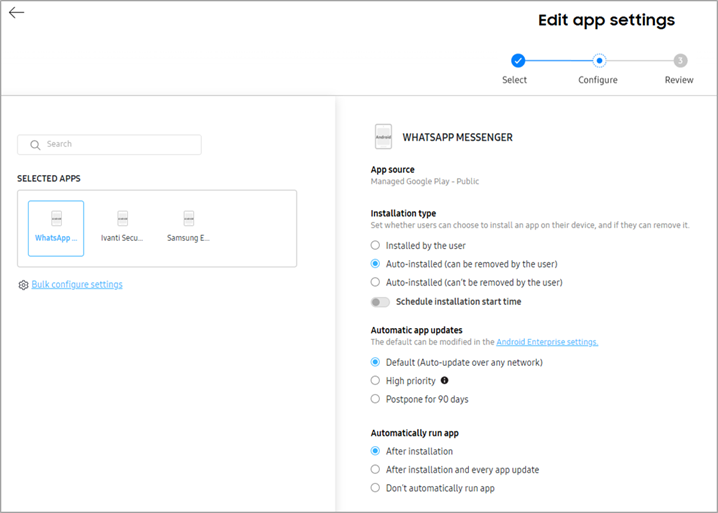 Edit app settings
3
Select
Configure
Review
Search
SELECTED APPS
WhatsApp ...
Ivanti Secu...
Samsung E...
Bulk configure settings
Android
WHATSAPP MESSENGER
App source
Managed Google Play - Public
Installation type
Set whether users can choose to install an app on their device, and if they can remove it.
Installed by the user
Auto-installed (can be removed by the user)
Auto-installed (can't be removed by the user)
Schedule installation start time
Automatic app updates
The default can be modified in the Android Enterprise settings.
Default (Auto-update over any network)
High priority
Postpone for 90 days
Automatically run app
After installation
After installation and every app update
Don't automatically run app